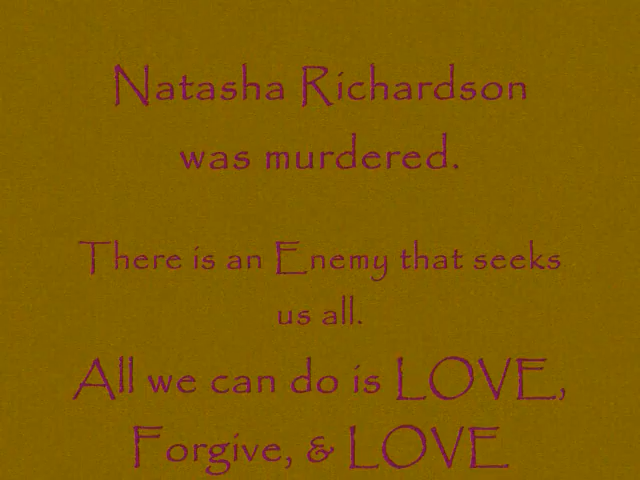 Natasha Richardson
was murdered.
There is an Enemy that seeks
us all.
All we can do is LOVE,
Forgive, & LOVE